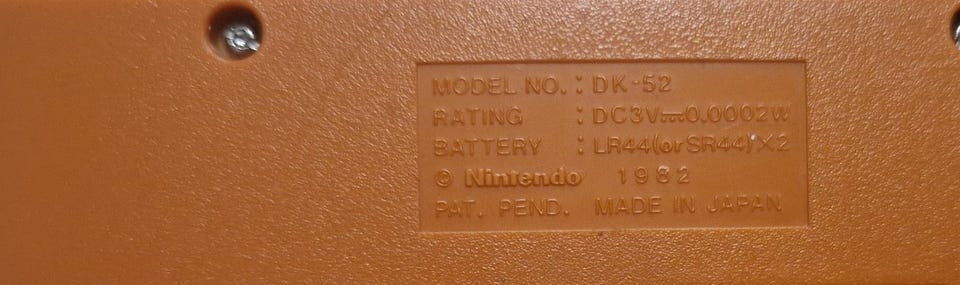 MODEL NO. : DK-52
RATING : DC3V⎓0.0002W
BATTERY : LR44(or SR44)X2
© Nintendo 1982
PAT. PEND. MADE IN JAPAN